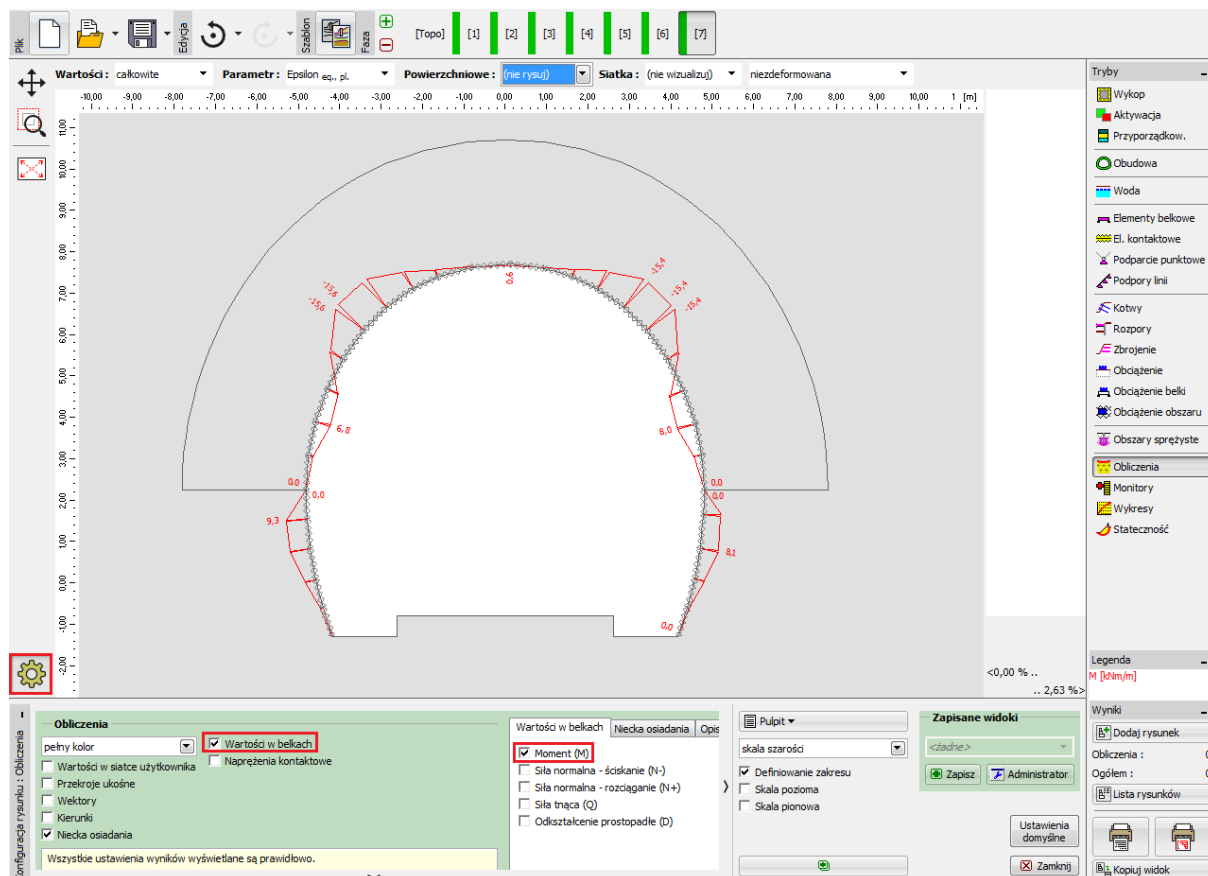 Plik
Edycja
Szablon
Faza
[Topo] [1] [2] [3] [4] [5] [6] [7]
Wartości : całkowite Parametr : Epsilon eq., pl. Powierzchniowe : (nie rysuj) Siatka : (nie wizualizuj) niezdeformowana
-10,00 -9,00 -8,00 -7,00 -6,00 -5,00 -4,00 -3,00 -2,00 -1,00 0,00 1,00 2,00 3,00 4,00 5,00 6,00 7,00 8,00 9,00 10,00 1 [m]
11,00
10,00
9,00
8,00
7,00
6,00
5,00
4,00
3,00
2,00
1,00
0,00
-1,00
-2,00
-15,6
-15,6
0,6
-15,4
-15,4
-15,4
6,8
8,0
0,0
0,0
0,0
0,0
9,3
8,1
0,0
<0,00 % ..
.. 2,63 %>
Tryby
Wykop
Aktywacja
Przyporządkow.
Obudowa
Woda
Elementy belkowe
El. kontaktowe
Podparcie punktowe
Podpory linii
Kotwy
Rozpory
Zbrojenie
Obciążenie
Obciążenie belki
Obciążenie obszaru
Obszary sprężyste
Obliczenia
Monitory
Wykresy
Stateczność
Legenda
M [kNm/m]
Wyniki
Dodaj rysunek
Obliczenia : 0
Ogółem : 0
Lista rysunków
Kopiuj widok
Konfiguracja rysunku : Obliczenia
Obliczenia
pełny kolor
Wartości w siatce użytkownika
Przekroje ukośne
Wektory
Kierunki
Niecka osiadania
Wartości w belkach
Naprężenia kontaktowe
Wszystkie ustawienia wyników wyświetlane są prawidłowo.
Wartości w belkach Niecka osiadania Opis
Moment (M)
Siła normalna - ściskanie (N-)
Siła normalna - rozciąganie (N+)
Siła tnąca (Q)
Odkształcenie prostopadłe (D)
Pulpit
skala szarości
Definiowanie zakresu
Skala pozioma
Skala pionowa
Zapisane widoki
<żadne>
Zapisz Administrator
Ustawienia
domyślne
Zamknij